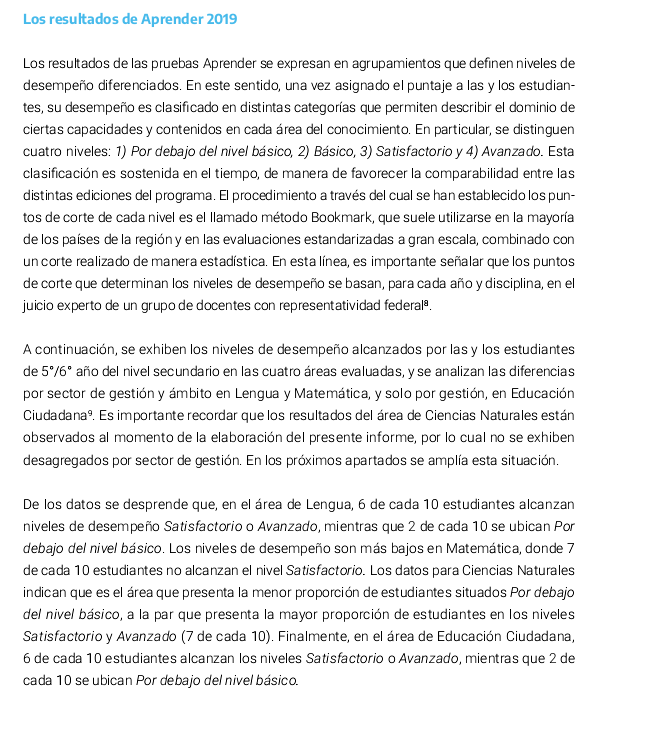 Los resultados de Aprender 2019
Los resultados de las pruebas Aprender se expresan en agrupamientos que definen niveles de
desempeño diferenciados. En este sentido, una vez asignado el puntaje a las y los estudian-
tes, su desempeño es clasificado en distintas categorías que permiten describir el dominio de
ciertas capacidades y contenidos en cada área del conocimiento. En particular, se distinguen
cuatro niveles: 1) Por debajo del nivel básico, 2) Básico, 3) Satisfactorio y 4) Avanzado. Esta
clasificación es sostenida en el tiempo, de manera de favorecer la comparabilidad entre las
distintas ediciones del programa. El procedimiento a través del cual se han establecido los pun-
tos de corte de cada nivel es el llamado método Bookmark, que suele utilizarse en la mayoría
de los países de la región y en las evaluaciones estandarizadas a gran escala, combinado con
un corte realizado de manera estadística. En esta línea, es importante señalar que los puntos
de corte que determinan los niveles de desempeño se basan, para cada año y disciplina, en el
juicio experto de un grupo de docentes con representatividad federal⁸.
A continuación, se exhiben los niveles de desempeño alcanzados por las y los estudiantes
de 5°/6° año del nivel secundario en las cuatro áreas evaluadas, y se analizan las diferencias
por sector de gestión y ámbito en Lengua y Matemática, y solo por gestión, en Educación
Ciudadana⁹. Es importante recordar que los resultados del área de Ciencias Naturales están
observados al momento de la elaboración del presente informe, por lo cual no se exhiben
desagregados por sector de gestión. En los próximos apartados se amplía esta situación.
De los datos se desprende que, en el área de Lengua, 6 de cada 10 estudiantes alcanzan
niveles de desempeño Satisfactorio o Avanzado, mientras que 2 de cada 10 se ubican Por
debajo del nivel básico. Los niveles de desempeño son más bajos en Matemática, donde 7
de cada 10 estudiantes no alcanzan el nivel Satisfactorio. Los datos para Ciencias Naturales
indican que es el área que presenta la menor proporción de estudiantes situados Por debajo
del nivel básico, a la par que presenta la mayor proporción de estudiantes en los niveles
Satisfactorio y Avanzado (7 de cada 10). Finalmente, en el área de Educación Ciudadana,
6 de cada 10 estudiantes alcanzan los niveles Satisfactorio o Avanzado, mientras que 2 de
cada 10 se ubican Por debajo del nivel básico.